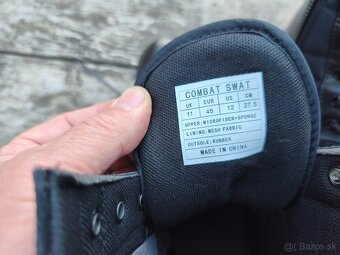 COMBAT SWAT
UK EUR US CM
11 45 12 27.5
UPPER:MICROFIBER+SPONGE
LINING:MESH FABRIC
OUTSOLE:RUBBER
MADE IN CHINA
© Bazos.sk